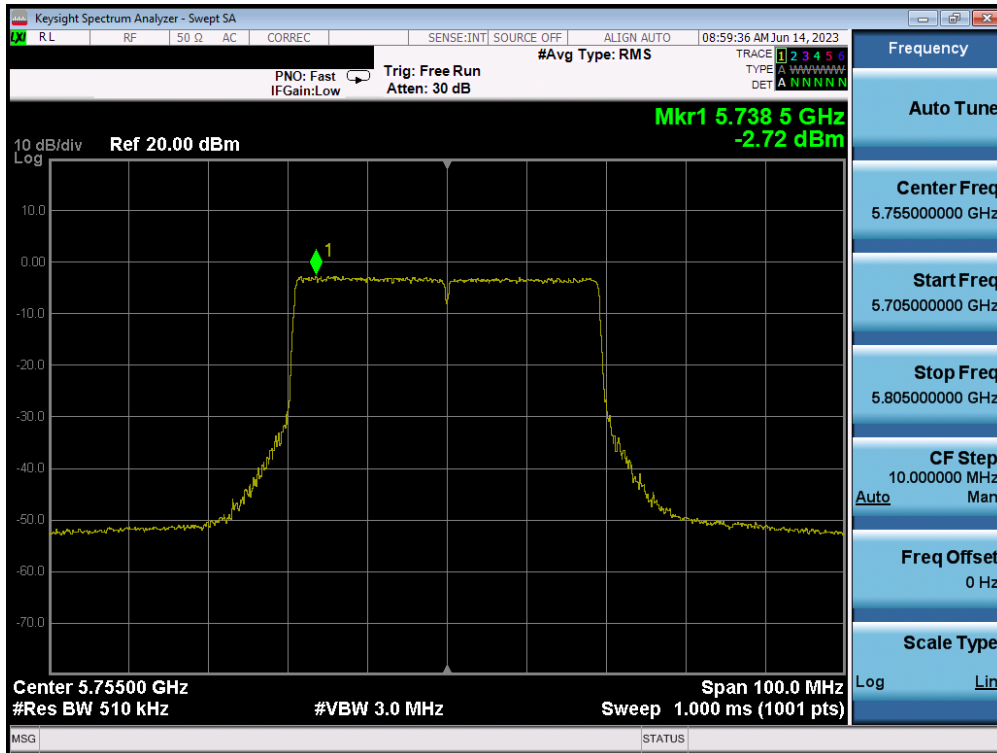 Keysight Spectrum Analyzer - Swept SA
LXI RL RF 50 Ω AC CORREC SENSE:INT SOURCE OFF ALIGN AUTO 08:59:36 AM Jun 14, 2023
#Avg Type: RMS TRACE 1 2 3 4 5 6
PNO: Fast Trig: Free Run TYPE A WWWWW
IFGain:Low Atten: 30 dB DET A N N N N N
Mkr1 5.738 5 GHz
-2.72 dBm
10 dB/div Ref 20.00 dBm
Log
1
10.0
0.00
-10.0
-20.0
-30.0
-40.0
-50.0
-60.0
-70.0
Center 5.75500 GHz Span 100.0 MHz
#Res BW 510 kHz #VBW 3.0 MHz Sweep 1.000 ms (1001 pts)
MSG STATUS
Frequency
Auto Tune
Center Freq
5.755000000 GHz
Start Freq
5.705000000 GHz
Stop Freq
5.805000000 GHz
CF Step
10.000000 MHz
Auto Man
Freq Offset
0 Hz
Scale Type
Log Lin